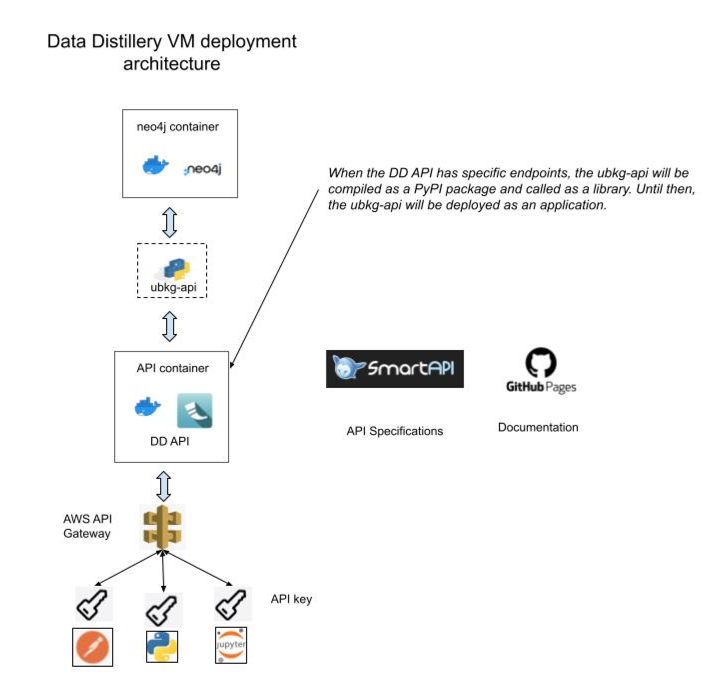 Data Distillery VM deployment
architecture
neo4j container
neo4j
When the DD API has specific endpoints, the ubkg-api will be
compiled as a PyPI package and called as a library. Until then,
the ubkg-api will be deployed as an application.
ubkg-api
API container
DD API
SmartAPI
GitHub Pages
API Specifications
Documentation
AWS API
Gateway
API key
jupyter